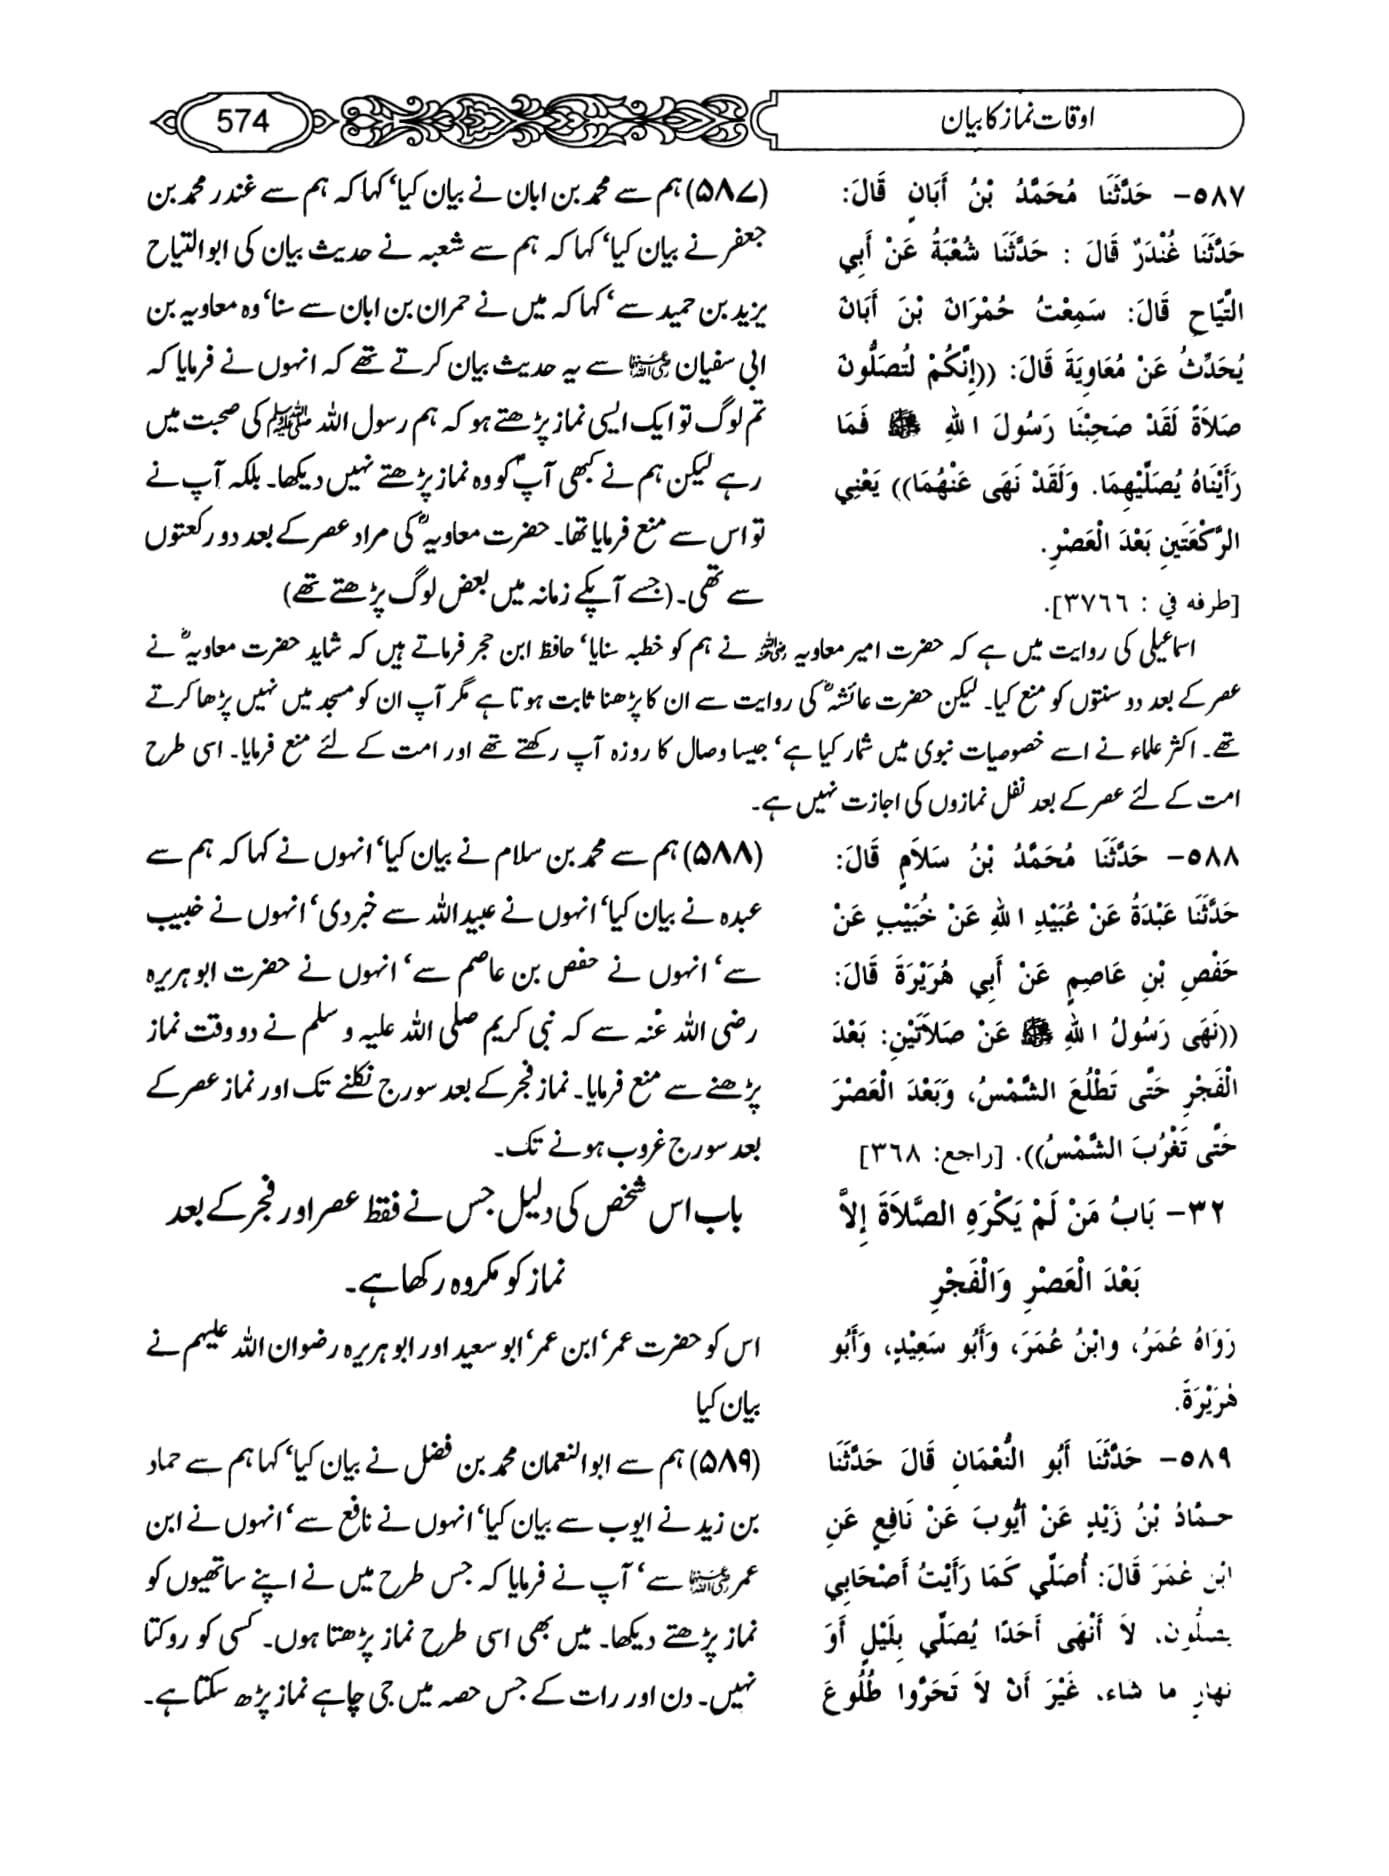 اوقات نماز کا بیان
574
٥٨٧- حَدَّثَنَا مُحَمَّدُ بْنُ أَبَانٍ قَالَ:
حَدَّثَنَا غُنْدَرٌ قَالَ : حَدَّثَنَا شُعْبَةُ عَنْ أَبِي
التَّيَّاحِ قَالَ: سَمِعْتُ حُمْرَانَ بْنَ أَبَانَ
يُحَدِّثُ عَنْ مُعَاوِيَةَ قَالَ: ((إِنَّكُمْ لَتُصَلُّونَ
صَلاَةً لَقَدْ صَحِبْنَا رَسُولَ اللهِ ﷺ فَمَا
رَأَيْنَاهُ يُصَلِّيْهِمَا. وَلَقَدْ نَهَى عَنْهُمَا)) يَعْنِي
الرَّكْعَتَينِ بَعْدَ الْعَصْرِ.
[طرفه في : ٣٧٦٦].
(۵۸۷) ہم سے محمد بن ابان نے بیان کیا‘ کہا کہ ہم سے غندر محمد بن
جعفر نے بیان کیا‘ کہا کہ ہم سے شعبہ نے حدیث بیان کی ابوالتیاح
یزید بن حمید سے‘ کہا کہ میں نے حمران بن ابان سے سنا‘ وہ معاویہ بن
ابی سفیان رضی اللہ عنہما سے یہ حدیث بیان کرتے تھے کہ انہوں نے فرمایا کہ
تم لوگ تو ایک ایسی نماز پڑھتے ہو کہ ہم رسول اللہ ﷺ کی صحبت میں
رہے لیکن ہم نے کبھی آپؐ کو وہ نماز پڑھتے نہیں دیکھا۔ بلکہ آپ نے
تو اس سے منع فرمایا تھا۔ حضرت معاویہؓ کی مراد عصر کے بعد دو رکعتوں
سے تھی۔ (جسے آپکے زمانہ میں بعض لوگ پڑھتے تھے)
اسماعیلی کی روایت میں ہے کہ حضرت امیر معاویہ رضی اللہ عنہ نے ہم کو خطبہ سنایا‘ حافظ ابن حجر فرماتے ہیں کہ شاید حضرت معاویہؓ نے
عصر کے بعد دو سنتوں کو منع کیا۔ لیکن حضرت عائشہؓ کی روایت سے ان کا پڑھنا ثابت ہوتا ہے مگر آپ ان کو مسجد میں نہیں پڑھا کرتے
تھے۔ اکثر علماء نے اسے خصوصیات نبوی میں شمار کیا ہے‘ جیسا وصال کا روزہ آپ رکھتے تھے اور امت کے لئے منع فرمایا۔ اسی طرح
امت کے لئے عصر کے بعد نفل نمازوں کی اجازت نہیں ہے۔
٥٨٨- حَدَّثَنَا مُحَمَّدُ بْنُ سَلاَمٍ قَالَ:
حَدَّثَنَا عَبْدَةُ عَنْ عُبَيْدِ اللهِ عَنْ خُبَيْبٍ عَنْ
حَفْصِ بْنِ عَاصِمٍ عَنْ أَبِي هُرَيْرَةَ قَالَ:
((نَهَى رَسُولُ اللهِ ﷺ عَنْ صَلاَتَيْنِ: بَعْدَ
الْفَجْرِ حَتَّى تَطْلُعَ الشَّمْسُ، وَبَعْدَ الْعَصْرَ
حَتَّى تَغْرُبَ الشَّمْسُ)). [راجع: ٣٦٨]
(۵۸۸) ہم سے محمد بن سلام نے بیان کیا‘ انہوں نے کہا کہ ہم سے
عبدہ نے بیان کیا‘ انہوں نے عبیداللہ سے خبر دی‘ انہوں نے خبیب
سے‘ انہوں نے حفص بن عاصم سے‘ انہوں نے حضرت ابوہریرہ
رضی اللہ عنہ سے کہ نبی کریم صلی اللہ علیہ و سلم نے دو وقت نماز
پڑھنے سے منع فرمایا۔ نماز فجر کے بعد سورج نکلنے تک اور نماز عصر کے
بعد سورج غروب ہونے تک۔
٣٢- بَابُ مَنْ لَمْ يَكْرَهِ الصَّلاَةَ إِلاَّ
بَعْدَ الْعَصْرِ وَالْفَجْرِ
باب اس شخص کی دلیل جس نے فقط عصر اور فجر کے بعد
نماز کو مکروہ رکھا ہے۔
رَوَاهُ عُمَرُ، وابْنُ عُمَرَ، وَأَبُو سَعِيْدٍ، وَأَبُو
هُرَيْرَةَ.
اس کو حضرت عمر‘ ابن عمر‘ ابوسعید اور ابوہریرہ رضوان اللہ علیہم نے
بیان کیا
٥٨٩- حَدَّثَنَا أَبُو النُّعْمَانِ قَالَ حَدَّثَنَا
حمَّادُ بْنُ زَيْدٍ عَنْ أَيُّوبَ عَنْ نَافِعٍ عَنِ
ابْنِ عُمَرَ قَالَ: أُصَلِّي كَمَا رَأَيْتُ أَصْحَابِي
يُصَلُّونَ. لاَ أَنْهَى أَحَدًا يُصَلِّي بِلَيْلٍ أَوَ
نهارٍ ما شاء. غَيْرَ أَنْ لاَ تَحَرَّوا طُلُوعَ
(۵۸۹) ہم سے ابوالنعمان محمد بن فضل نے بیان کیا‘ کہا ہم سے حماد
بن زید نے ایوب سے بیان کیا‘ انہوں نے نافع سے‘ انہوں نے ابن
عمر رضی اللہ عنہما سے‘ آپ نے فرمایا کہ جس طرح میں نے اپنے ساتھیوں کو
نماز پڑھتے دیکھا۔ میں بھی اسی طرح نماز پڑھتا ہوں۔ کسی کو روکتا
نہیں۔ دن اور رات کے جس حصہ میں جی چاہے نماز پڑھ سکتا ہے۔